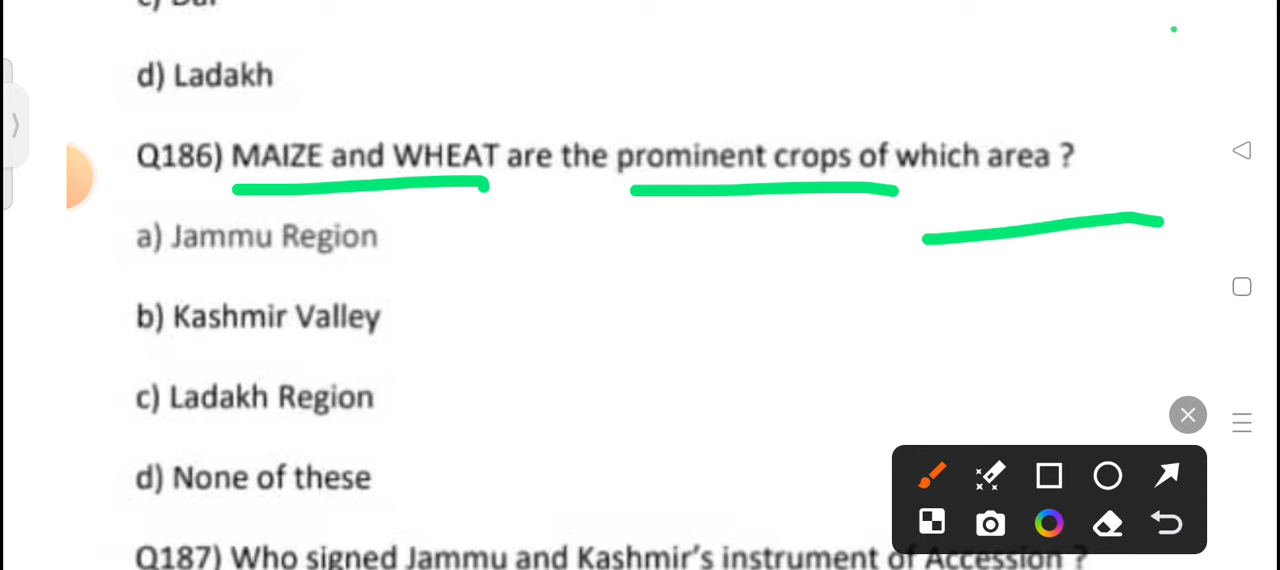 d) Ladakh
Q186) MAIZE and WHEAT are the prominent crops of which area ?
a) Jammu Region
b) Kashmir Valley
c) Ladakh Region
d) None of these
Q187) Who signed Jammu and Kashmir's instrument of Accession ?